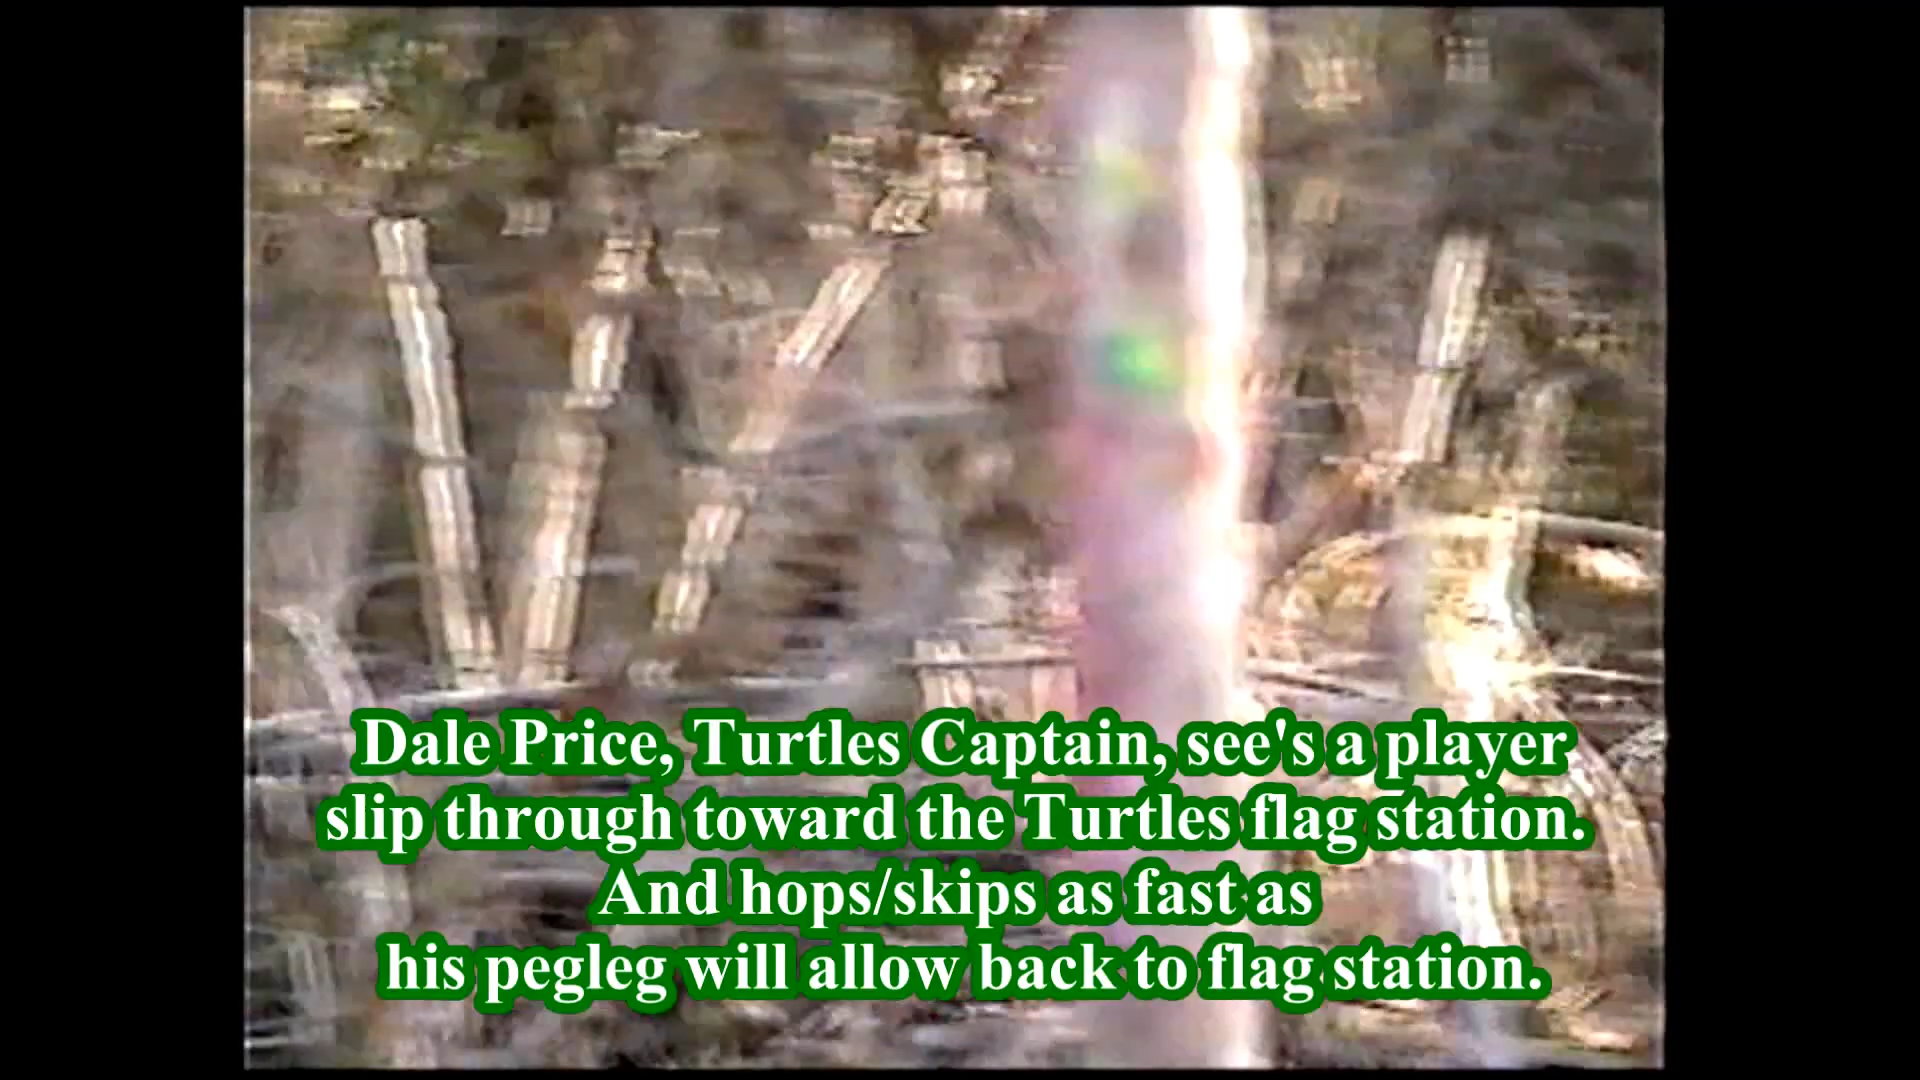 Dale Price, Turtles Captain, see's a player
slip through toward the Turtles flag station.
And hops/skips as fast as
his pegleg will allow back to flag station.